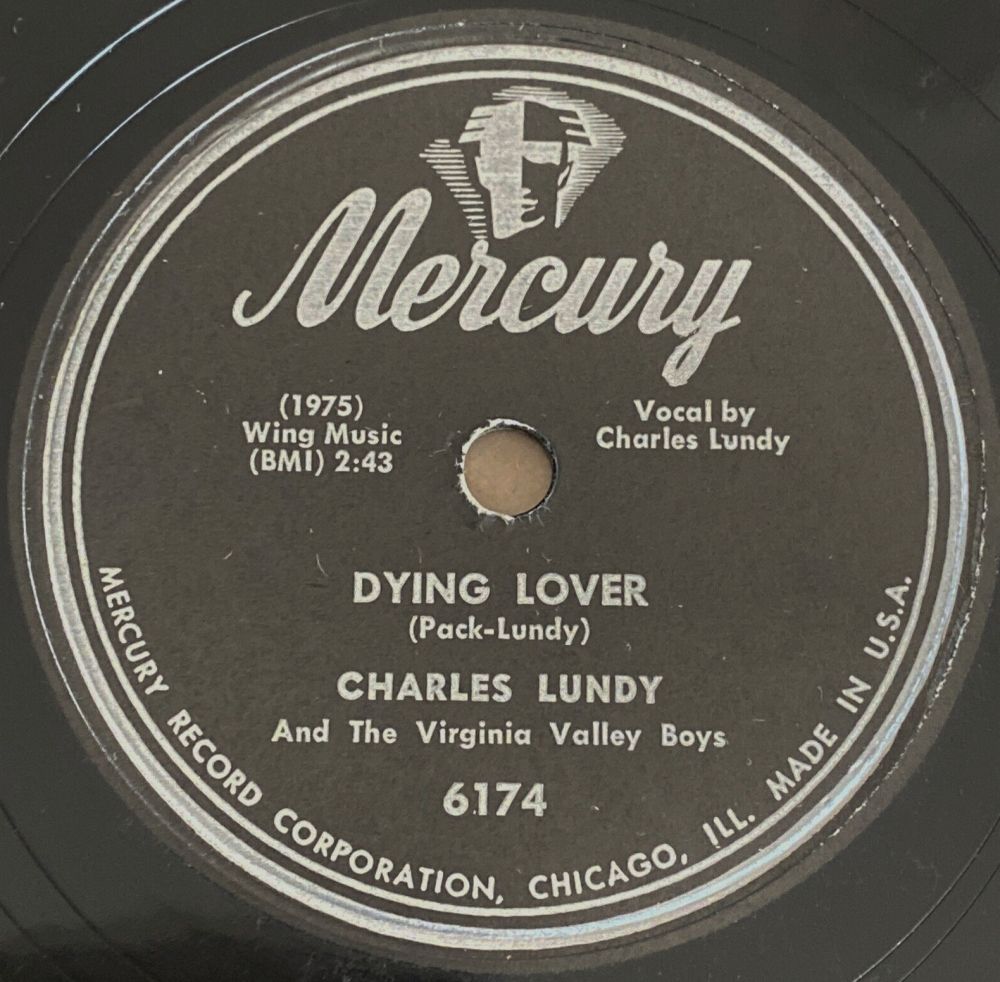 Mercury
(1975)
Wing Music
(BMI) 2:43
Vocal by
Charles Lundy
DYING LOVER
(Pack-Lundy)
CHARLES LUNDY
And The Virginia Valley Boys
6174
MERCURY RECORD CORPORATION, CHICAGO, ILL. MADE IN U.S.A.